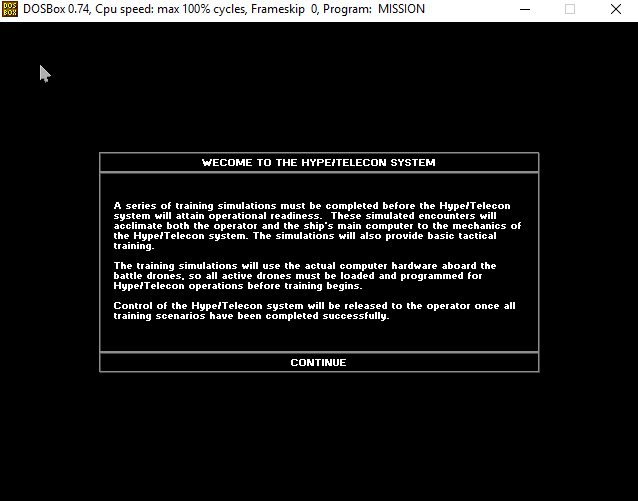 DOS
BOX
DOSBox 0.74, Cpu speed: max 100% cycles, Frameskip 0, Program: MISSION
WECOME TO THE HYPE/TELECON SYSTEM
A series of training simulations must be completed before the Hype/Telecon
system will attain operational readiness. These simulated encounters will
acclimate both the operator and the ship's main computer to the mechanics of
the Hype/Telecon system. The simulations will also provide basic tactical
training.
The training simulations will use the actual computer hardware aboard the
battle drones, so all active drones must be loaded and programmed for
Hype/Telecon operations before training begins.
Control of the Hype/Telecon system will be released to the operator once all
training scenarios have been completed successfully.
CONTINUE